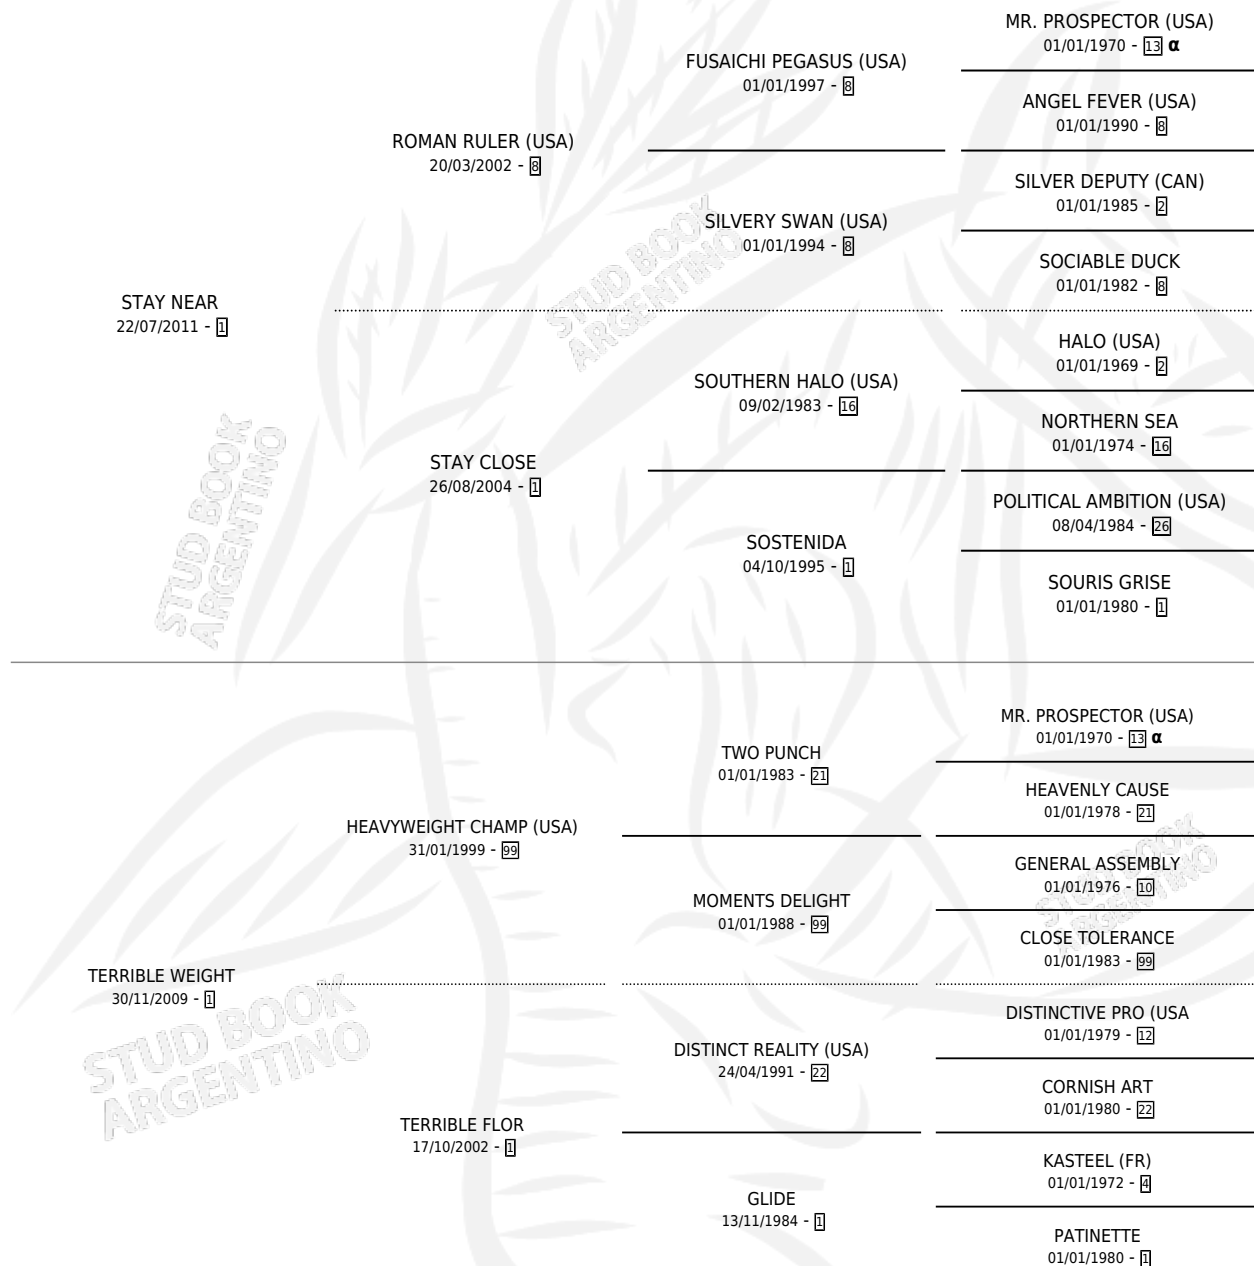 MR. PROSPECTOR (USA)
01/01/1970 - 13 α
FUSAICHI PEGASUS (USA)
01/01/1997 - 8
ANGEL FEVER (USA)
01/01/1990 - 8
ROMAN RULER (USA)
20/03/2002 - 8
SILVER DEPUTY (CAN)
01/01/1985 - 2
SILVERY SWAN (USA)
01/01/1994 - 8
SOCIABLE DUCK
01/01/1982 - 8
STAY NEAR
22/07/2011 - 1
HALO (USA)
01/01/1969 - 2
SOUTHERN HALO (USA)
09/02/1983 - 16
NORTHERN SEA
01/01/1974 - 16
STAY CLOSE
26/08/2004 - 1
POLITICAL AMBITION (USA)
08/04/1984 - 26
SOSTENIDA
04/10/1995 - 1
SOURIS GRISE
01/01/1980 - 1
STUD BOOK
ARGENTINO
STUD BOOK
ARGENTINO
MR. PROSPECTOR (USA)
01/01/1970 - 13 α
TWO PUNCH
01/01/1983 - 21
HEAVENLY CAUSE
01/01/1978 - 21
HEAVYWEIGHT CHAMP (USA)
31/01/1999 - 99
GENERAL ASSEMBLY
01/01/1976 - 10
MOMENTS DELIGHT
01/01/1988 - 99
CLOSE TOLERANCE
01/01/1983 - 99
TERRIBLE WEIGHT
30/11/2009 - 1
DISTINCTIVE PRO (USA
01/01/1979 - 12
DISTINCT REALITY (USA)
24/04/1991 - 22
CORNISH ART
01/01/1980 - 22
TERRIBLE FLOR
17/10/2002 - 1
KASTEEL (FR)
01/01/1972 - 4
GLIDE
13/11/1984 - 1
PATINETTE
01/01/1980 - 1
STUD BOOK
ARGENTINO
STUD BOOK
ARGENTINO